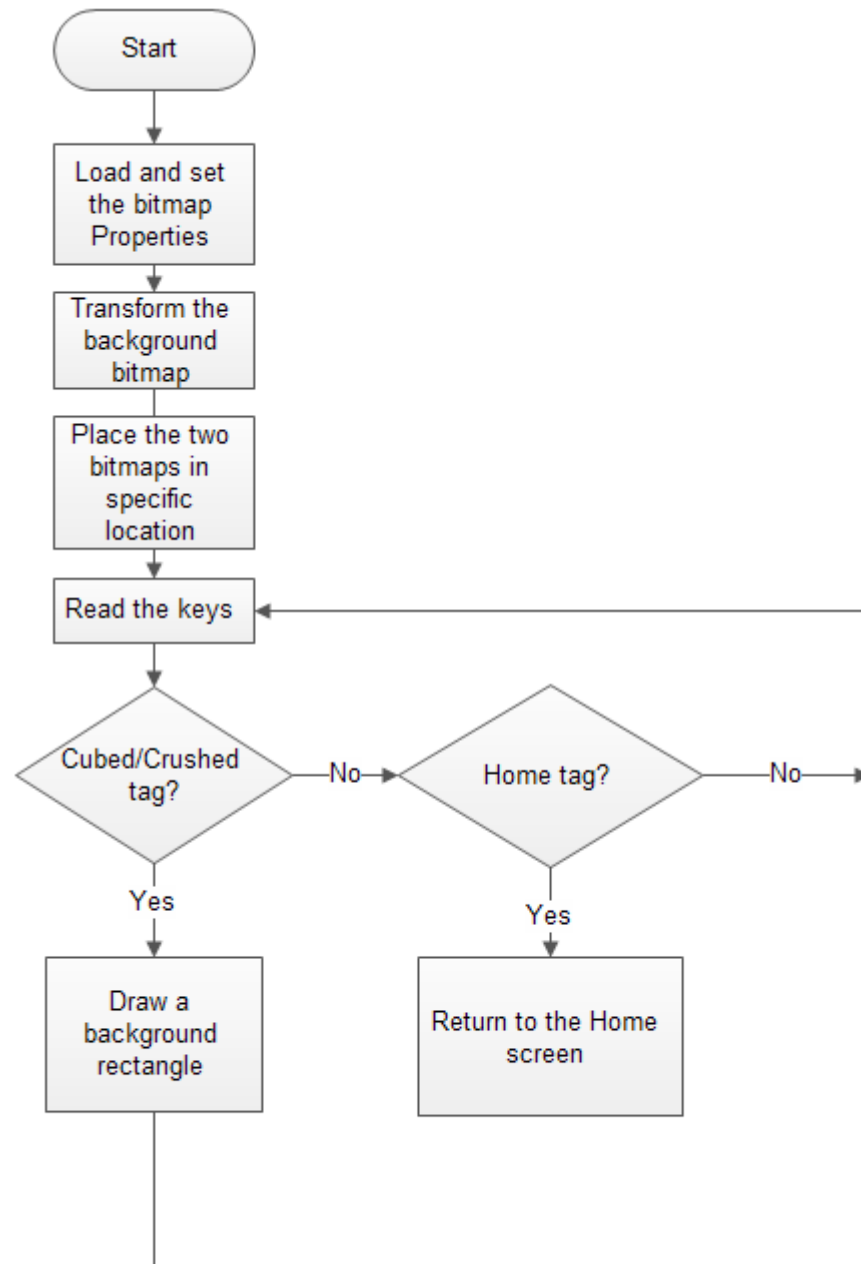 Start
Load and set
the bitmap
Properties
Transform the
background
bitmap
Place the two
bitmaps in
specific
location
Read the keys
Cubed/Crushed
tag?
No
Home tag?
No
Yes
Yes
Draw a
background
rectangle
Return to the Home
screen